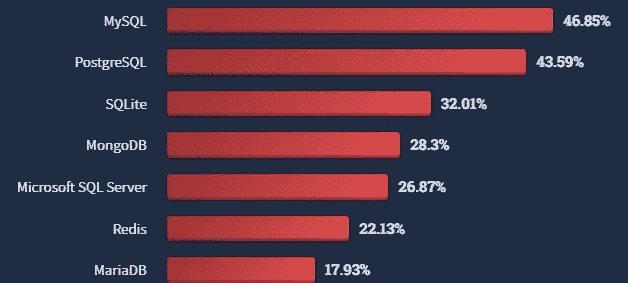 MySQL 46.85%
PostgreSQL 43.59%
SQLite 32.01%
MongoDB 28.3%
Microsoft SQL Server 26.87%
Redis 22.13%
MariaDB 17.93%